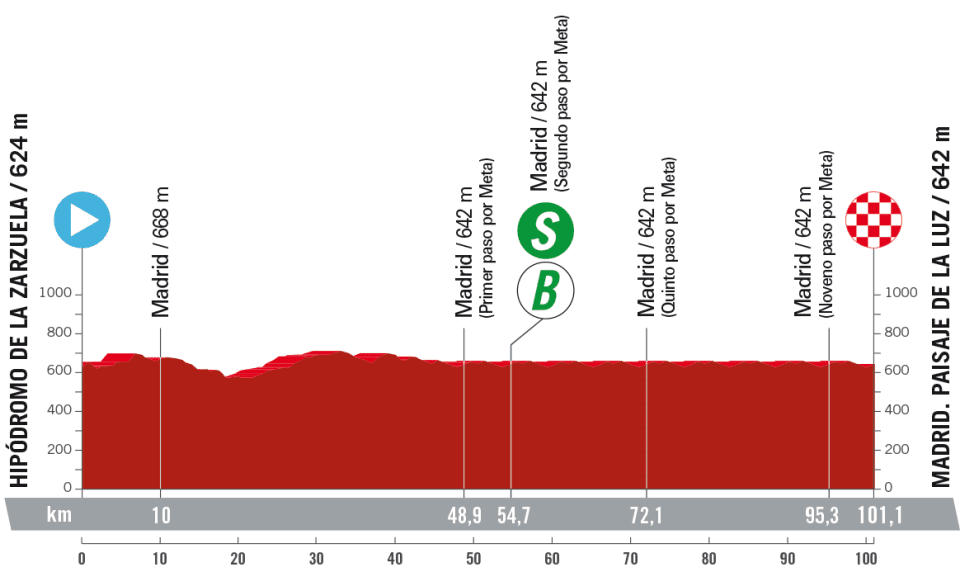 HIPÓDROMO DE LA ZARZUELA / 624 m
Madrid / 668 m
Madrid / 642 m
(Primer paso por Meta)
Madrid / 642 m
(Segundo paso por Meta)
S
B
Madrid / 642 m
(Quinto paso por Meta)
Madrid / 642 m
(Noveno paso por Meta)
MADRID. PAISAJE DE LA LUZ / 642 m
1000
800
600
400
200
0
1000
800
600
400
200
0
km 10 48,9 54,7 72,1 95,3 101,1
0 10 20 30 40 50 60 70 80 90 100